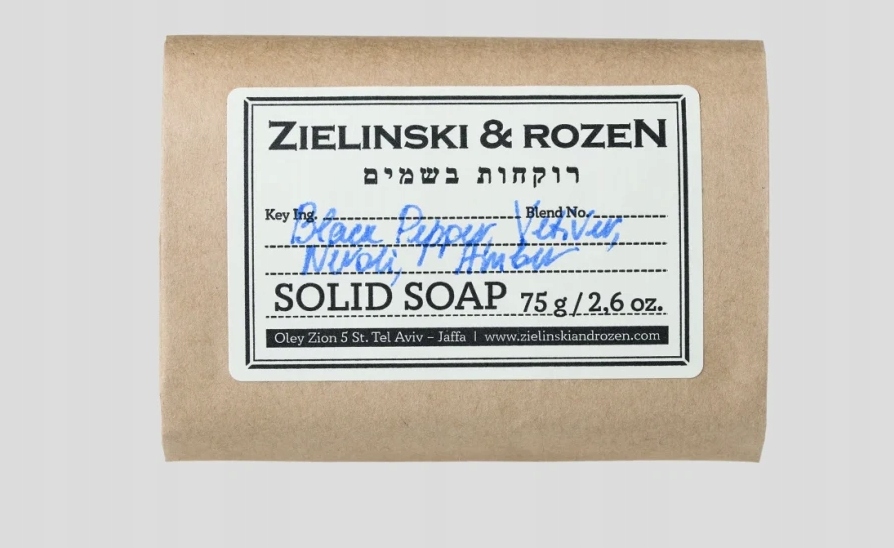 ZIELINSKI & ROZEN
רוקחות בשמים
Key Ing. Blend No.
Black Pepper, Vetiver,
Neroli, Amber
SOLID SOAP 75 g / 2,6 oz.
Oley Zion 5 St. Tel Aviv – Jaffa | www.zielinskiandrozen.com